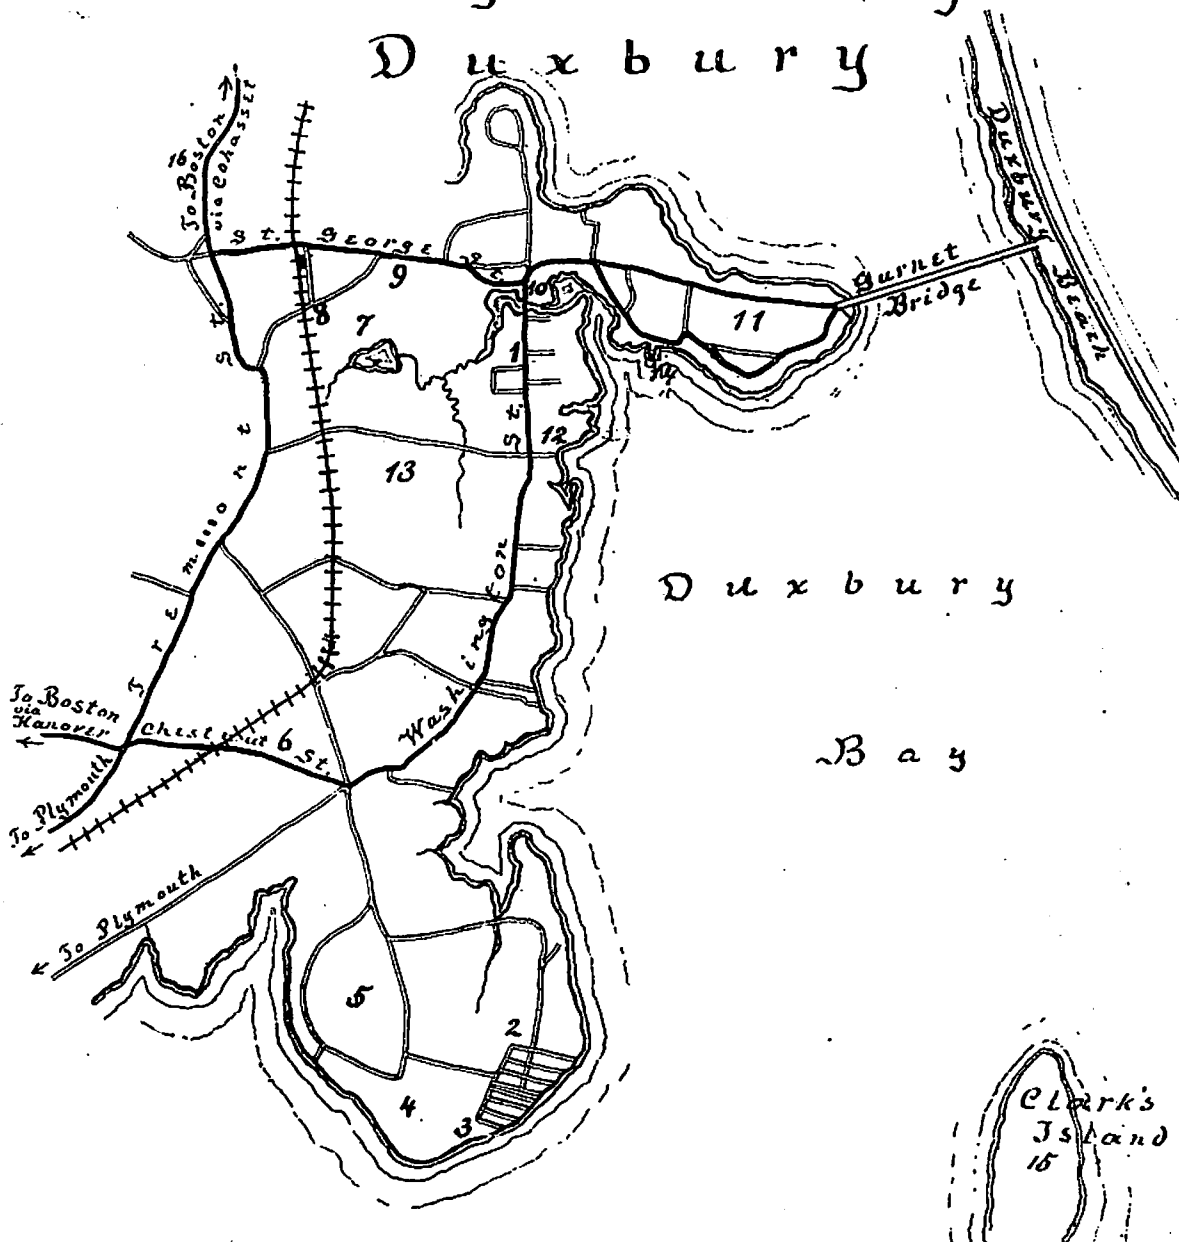 Duxbury
To Boston
via Cohasset
16
St. George St.
9
10
8
7
1
11
Gurnet
Bridge
Duxbury Beach
12
13
14
Tremont St.
Washington St.
Duxbury
Bay
To Boston
via
Hanover
Chestnut St.
6
To Plymouth
To Plymouth
5
2
4
3
Clark's
Island
15